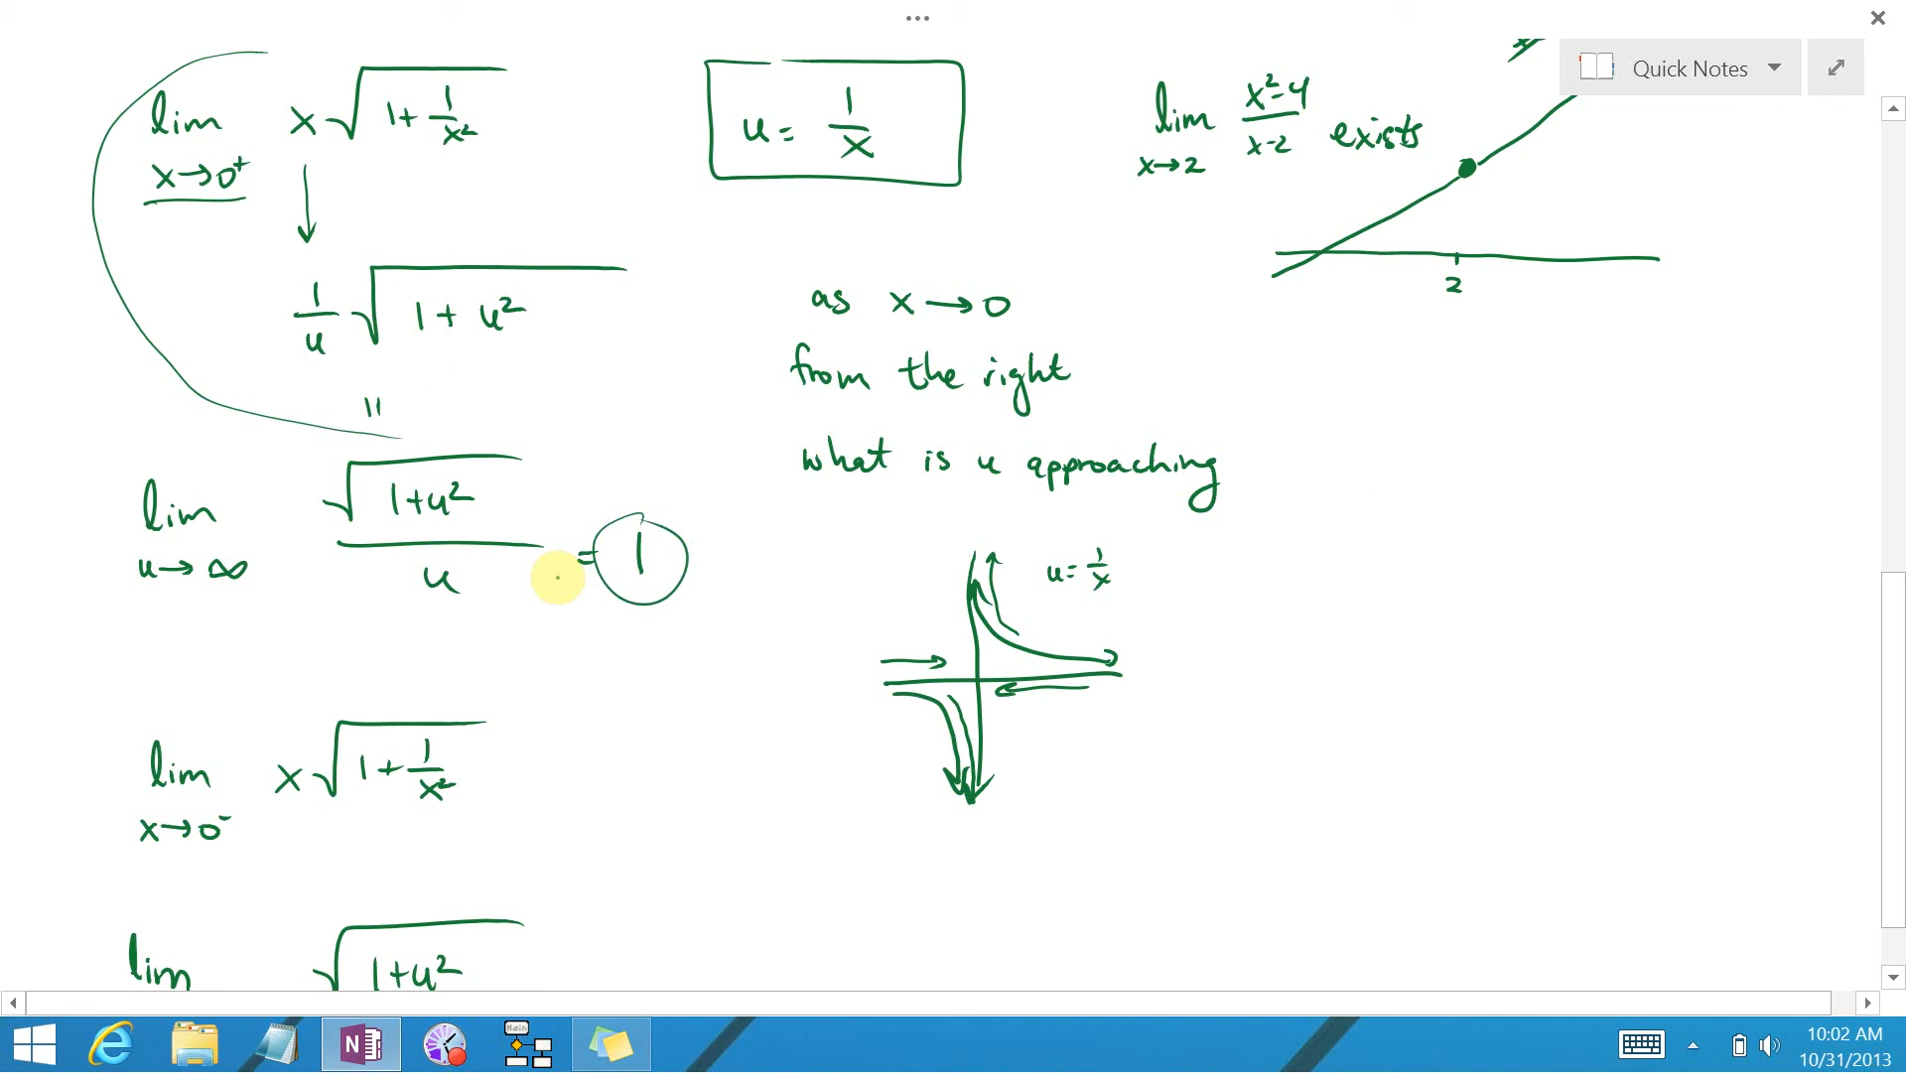 Quick Notes
lim x→0⁺ x√(1 + 1/x²)
u = 1/x
lim x→2 (x²-4)/(x-2) exists
2
1/u √(1 + u²)
as x → 0
from the right
what is u approaching
=
lim u→∞ √(1+u²)/u = 1
u = 1/x
lim x→0⁻ x√(1 + 1/x²)
lim √(1+u²)
Main
10:02 AM
10/31/2013